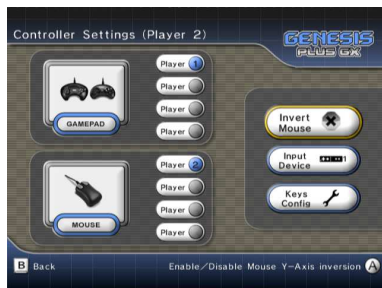 Controller Settings (Player 2)
GENESIS
PLUS GX
Player 1
Player
Player
Player
GAMEPAD
Player 2
Player
Player
Player
MOUSE
Invert
Mouse
Input
Device
1
Keys
Config
B Back
Enable/Disable Mouse Y-Axis inversion A